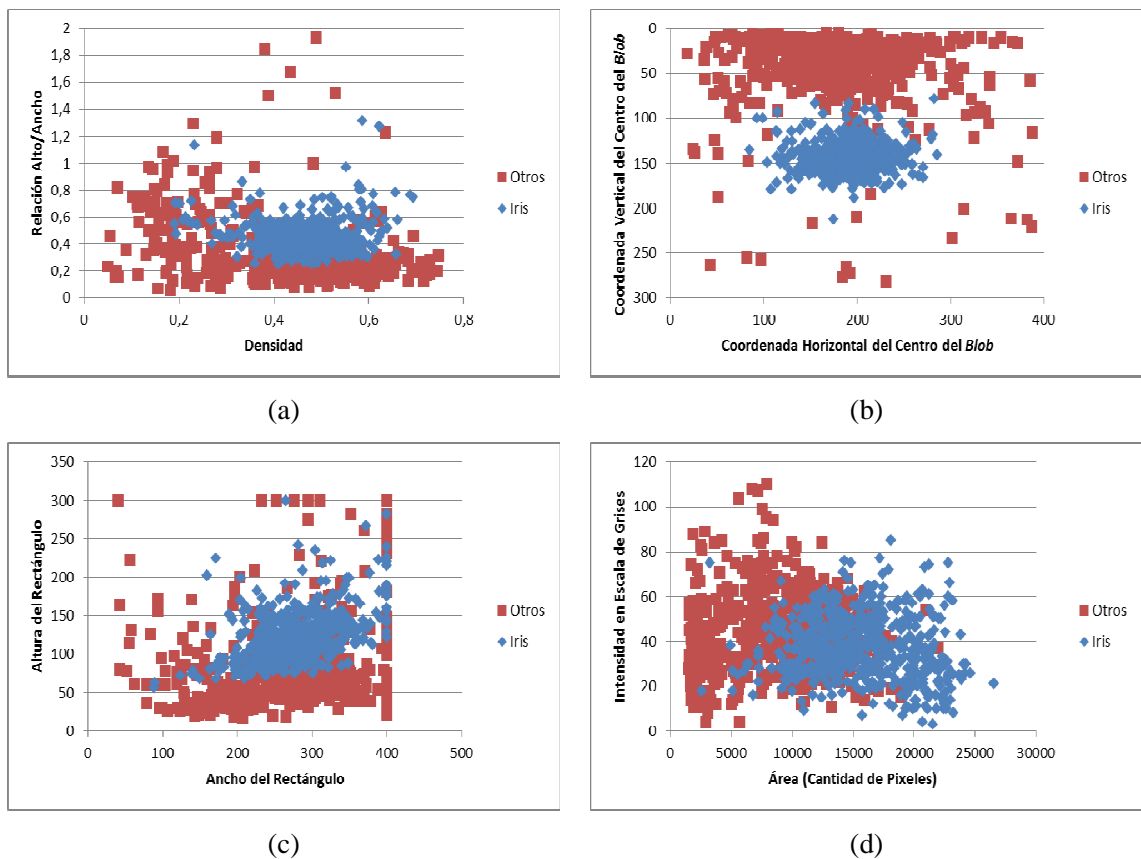 2
1,8
1,6
1,4
1,2
1
0,8
0,6
0,4
0,2
0
0 0,2 0,4 0,6 0,8
Relación Alto/Ancho
Densidad
Otros
Iris
(a)
0
50
100
150
200
250
300
0 100 200 300 400
Coordenada Vertical del Centro del Blob
Coordenada Horizontal del Centro del Blob
Otros
Iris
(b)
350
300
250
200
150
100
50
0
0 100 200 300 400 500
Altura del Rectángulo
Ancho del Rectángulo
Otros
Iris
(c)
120
100
80
60
40
20
0
0 5000 10000 15000 20000 25000 30000
Intensidad en Escala de Grises
Área (Cantidad de Pixeles)
Otros
Iris
(d)